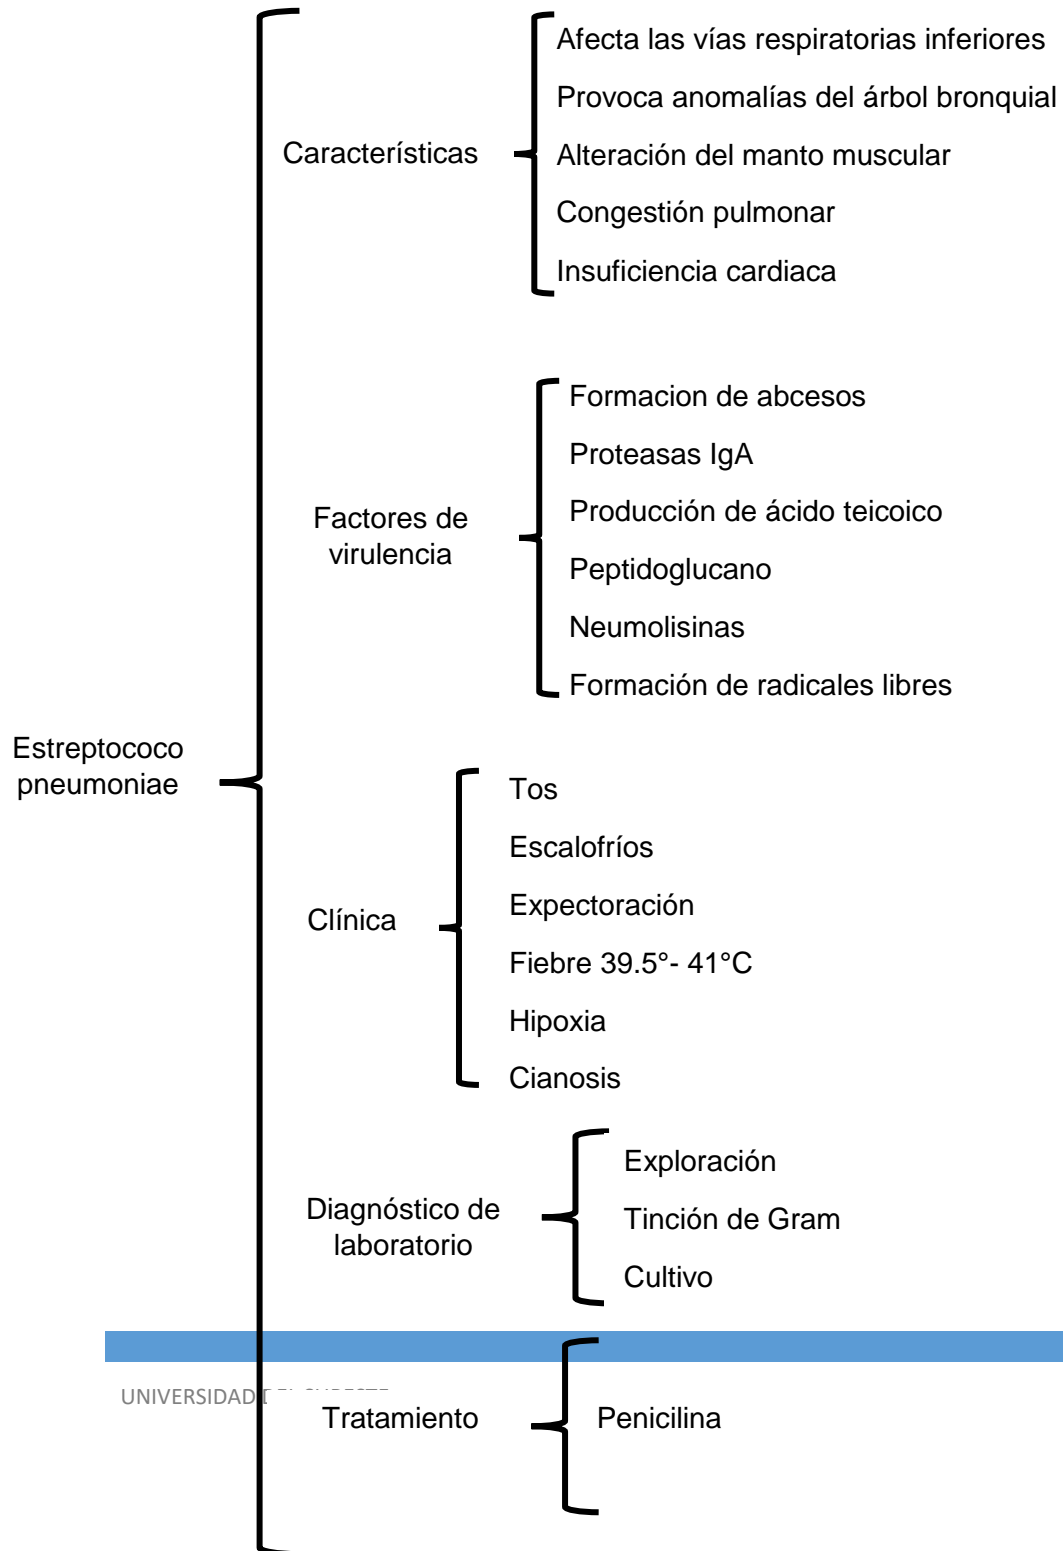 Afecta las vías respiratorias inferiores
Provoca anomalías del árbol bronquial
Características
Alteración del manto muscular
Congestión pulmonar
Insuficiencia cardiaca
Formacion de abcesos
Proteasas IgA
Factores de
virulencia
Producción de ácido teicoico
Peptidoglucano
Neumolisinas
Formación de radicales libres
Estreptococo
pneumoniae
Tos
Escalofríos
Expectoración
Clínica
Fiebre 39.5°- 41°C
Hipoxia
Cianosis
Exploración
Diagnóstico de
laboratorio
Tinción de Gram
Cultivo
UNIVERSIDAD
Tratamiento
Penicilina